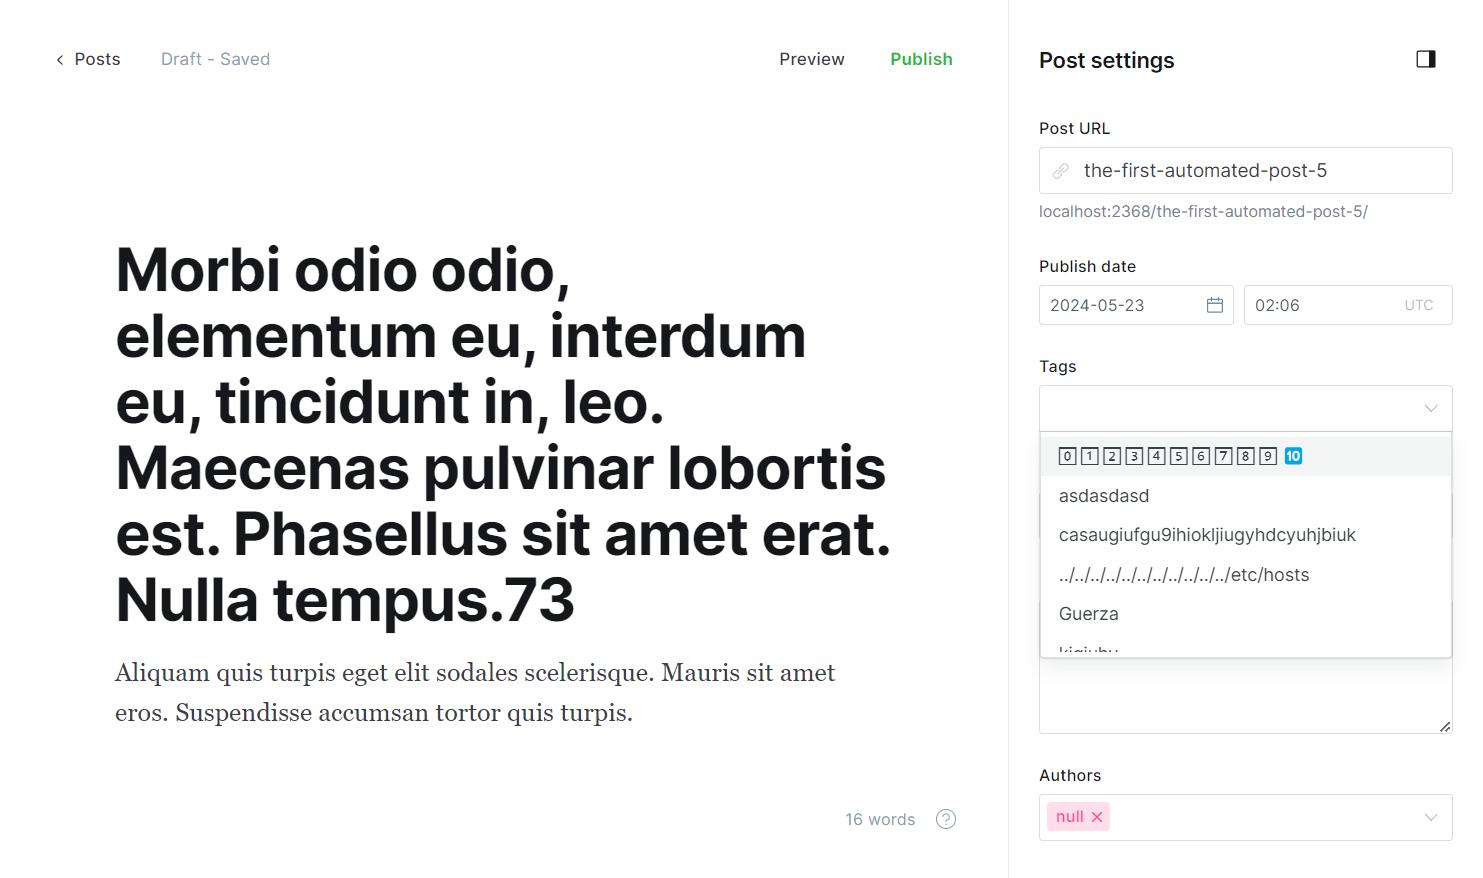 Posts
Draft - Saved
Preview
Publish
Morbi odio odio,
elementum eu, interdum
eu, tincidunt in, leo.
Maecenas pulvinar lobortis
est. Phasellus sit amet erat.
Nulla tempus.73
Aliquam quis turpis eget elit sodales scelerisque. Mauris sit amet
eros. Suspendisse accumsan tortor quis turpis.
16 words
?
Post settings
Post URL
the-first-automated-post-5
localhost:2368/the-first-automated-post-5/
Publish date
2024-05-23
02:06 UTC
Tags
0️⃣ 1️⃣ 2️⃣ 3️⃣ 4️⃣ 5️⃣ 6️⃣ 7️⃣ 8️⃣ 9️⃣ 🔟
asdasdasd
casaugiufgu9ihiokljiugyhdcyuhjbiuk
../../../../../../../../../../../etc/hosts
Guerza
Authors
null